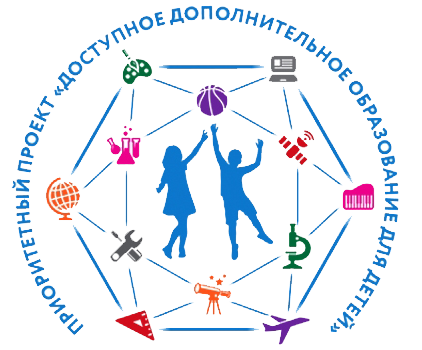 ПРИОРИТЕТНЫЙ ПРОЕКТ «ДОСТУПНОЕ ДОПОЛНИТЕЛЬНОЕ ОБРАЗОВАНИЕ ДЛЯ ДЕТЕЙ»